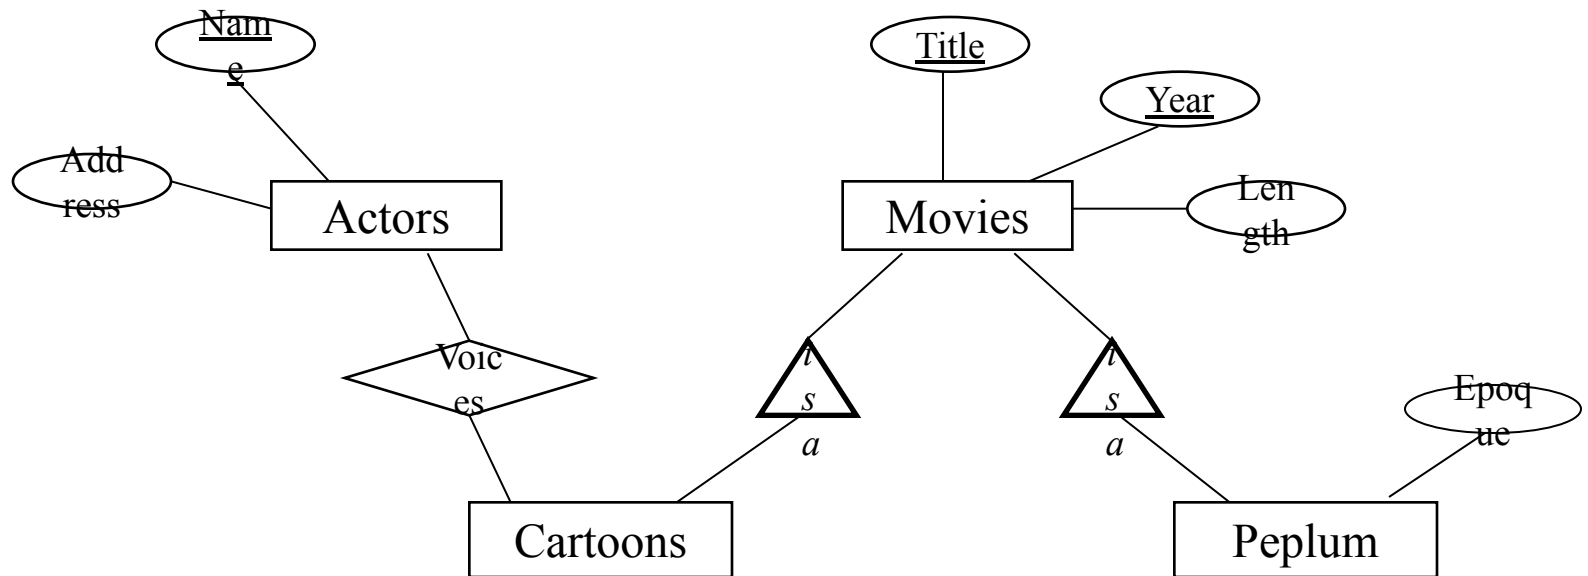 Nam
e
Title
Year
Add
ress
Len
gth
Actors
Movies
Voic
es
i
s
a
i
s
a
Epoq
ue
Cartoons
Peplum